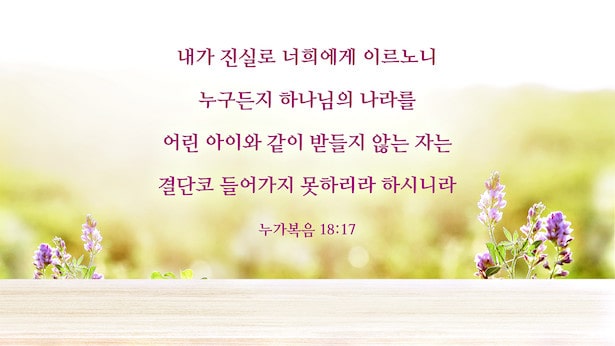 내가 진실로 너희에게 이르노니
누구든지 하나님의 나라를
어린 아이와 같이 받들지 않는 자는
결단코 들어가지 못하리라 하시니라
누가복음 18:17